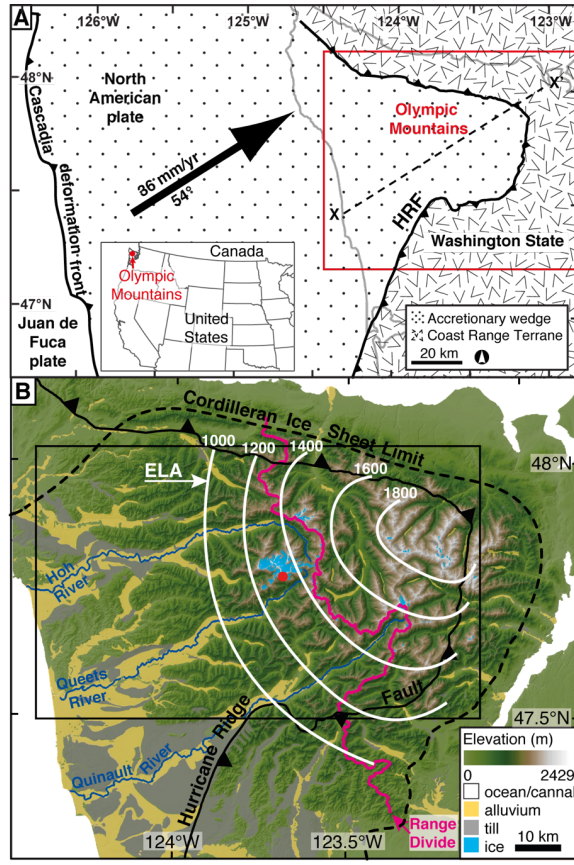 A
126°W
125°W
124°W
123°W
48°N
North
American
plate
Cascadia deformation front
36 mm/yr
54°
Olympic
Mountains
X'
X
HRF
Washington State
Canada
Olympic
Mountains
United
States
47°N
Juan de
Fuca
plate
Accretionary wedge
Coast Range Terrane
20 km
B
Cordilleran Ice Sheet Limit
1000
1200
1400
1600
1800
ELA
48°N
Hoh
River
Queets
River
Quinault River
Hurricane Ridge
Fault
47.5°N
Elevation (m)
0
2429
ocean/cannal
alluvium
till
ice
10 km
Range
Divide
124°W
123.5°W